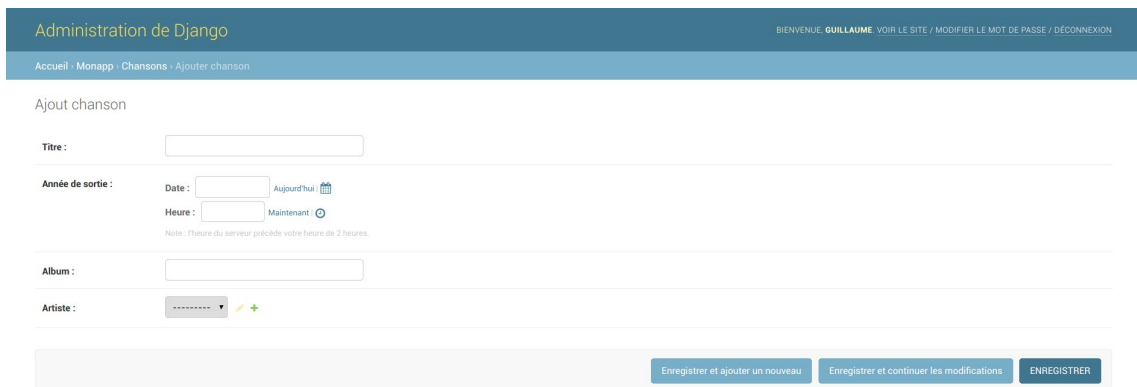 Administration de Django
BIENVENUE, GUILLAUME. VOIR LE SITE / MODIFIER LE MOT DE PASSE / DÉCONNEXION
Accueil › Monapp › Chansons › Ajouter chanson
Ajout chanson
Titre :
Année de sortie :
Date :
Aujourd'hui |
Heure :
Maintenant |
Note : l'heure du serveur précède votre heure de 2 heures.
Album :
Artiste :
---------
Enregistrer et ajouter un nouveau
Enregistrer et continuer les modifications
ENREGISTRER